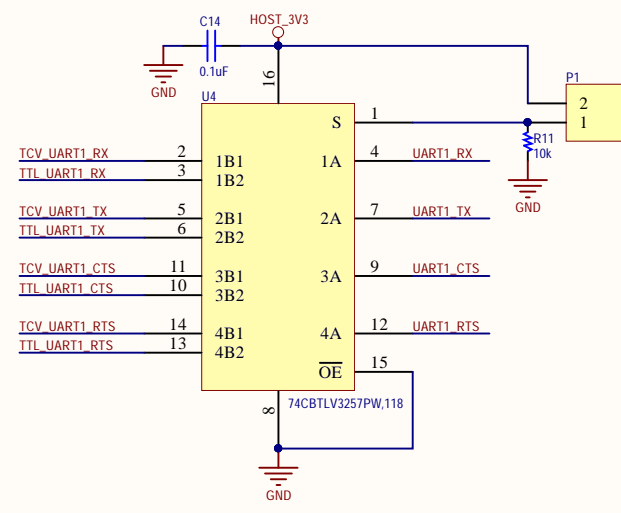 C14
HOST_3V3
0.1uF
GND
16
P1
2
1
U4
S
1
R11
10k
GND
TCV_UART1_RX
2
1B1
1A
4
UART1_RX
TTL_UART1_RX
3
1B2
TCV_UART1_TX
5
2B1
2A
7
UART1_TX
TTL_UART1_TX
6
2B2
TCV_UART1_CTS
11
3B1
3A
9
UART1_CTS
TTL_UART1_CTS
10
3B2
TCV_UART1_RTS
14
4B1
4A
12
UART1_RTS
TTL_UART1_RTS
13
4B2
OE
15
8
74CBTLV3257PW,118
GND